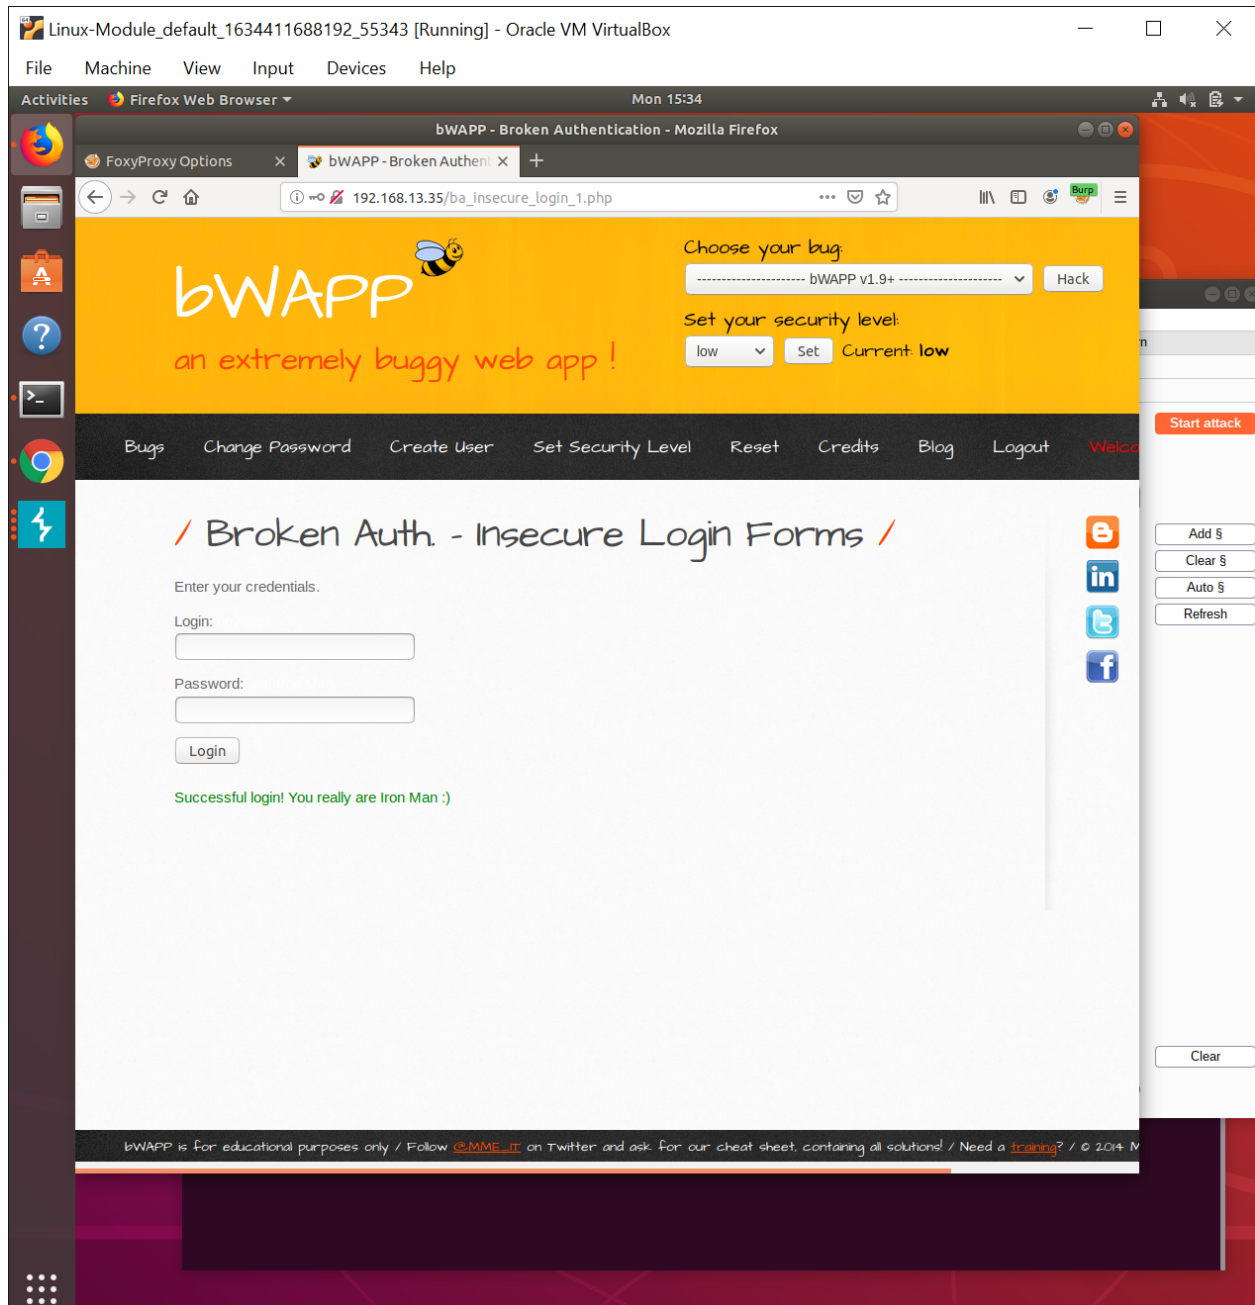 Linux-Module_default_1634411688192_55343 [Running] - Oracle VM VirtualBox
File Machine View Input Devices Help
Activities Firefox Web Browser Mon 15:34
bWAPP - Broken Authentication - Mozilla Firefox
FoxyProxy Options bWAPP - Broken Authent
192.168.13.35/ba_insecure_login_1.php Burp
bWAPP
an extremely buggy web app !
Choose your bug:
---------------------- bWAPP v1.9+ --------------------- Hack
Set your security level:
low Set Current: low
Start attack
Bugs Change Password Create User Set Security Level Reset Credits Blog Logout Welco
/ Broken Auth. - Insecure Login Forms /
Enter your credentials.
Login:
Password:
Login
Successful login! You really are Iron Man :)
Add §
Clear §
Auto §
Refresh
Clear
bWAPP is for educational purposes only / Follow @MME_IT on Twitter and ask for our cheat sheet, containing all solutions! / Need a training? / © 2014 M